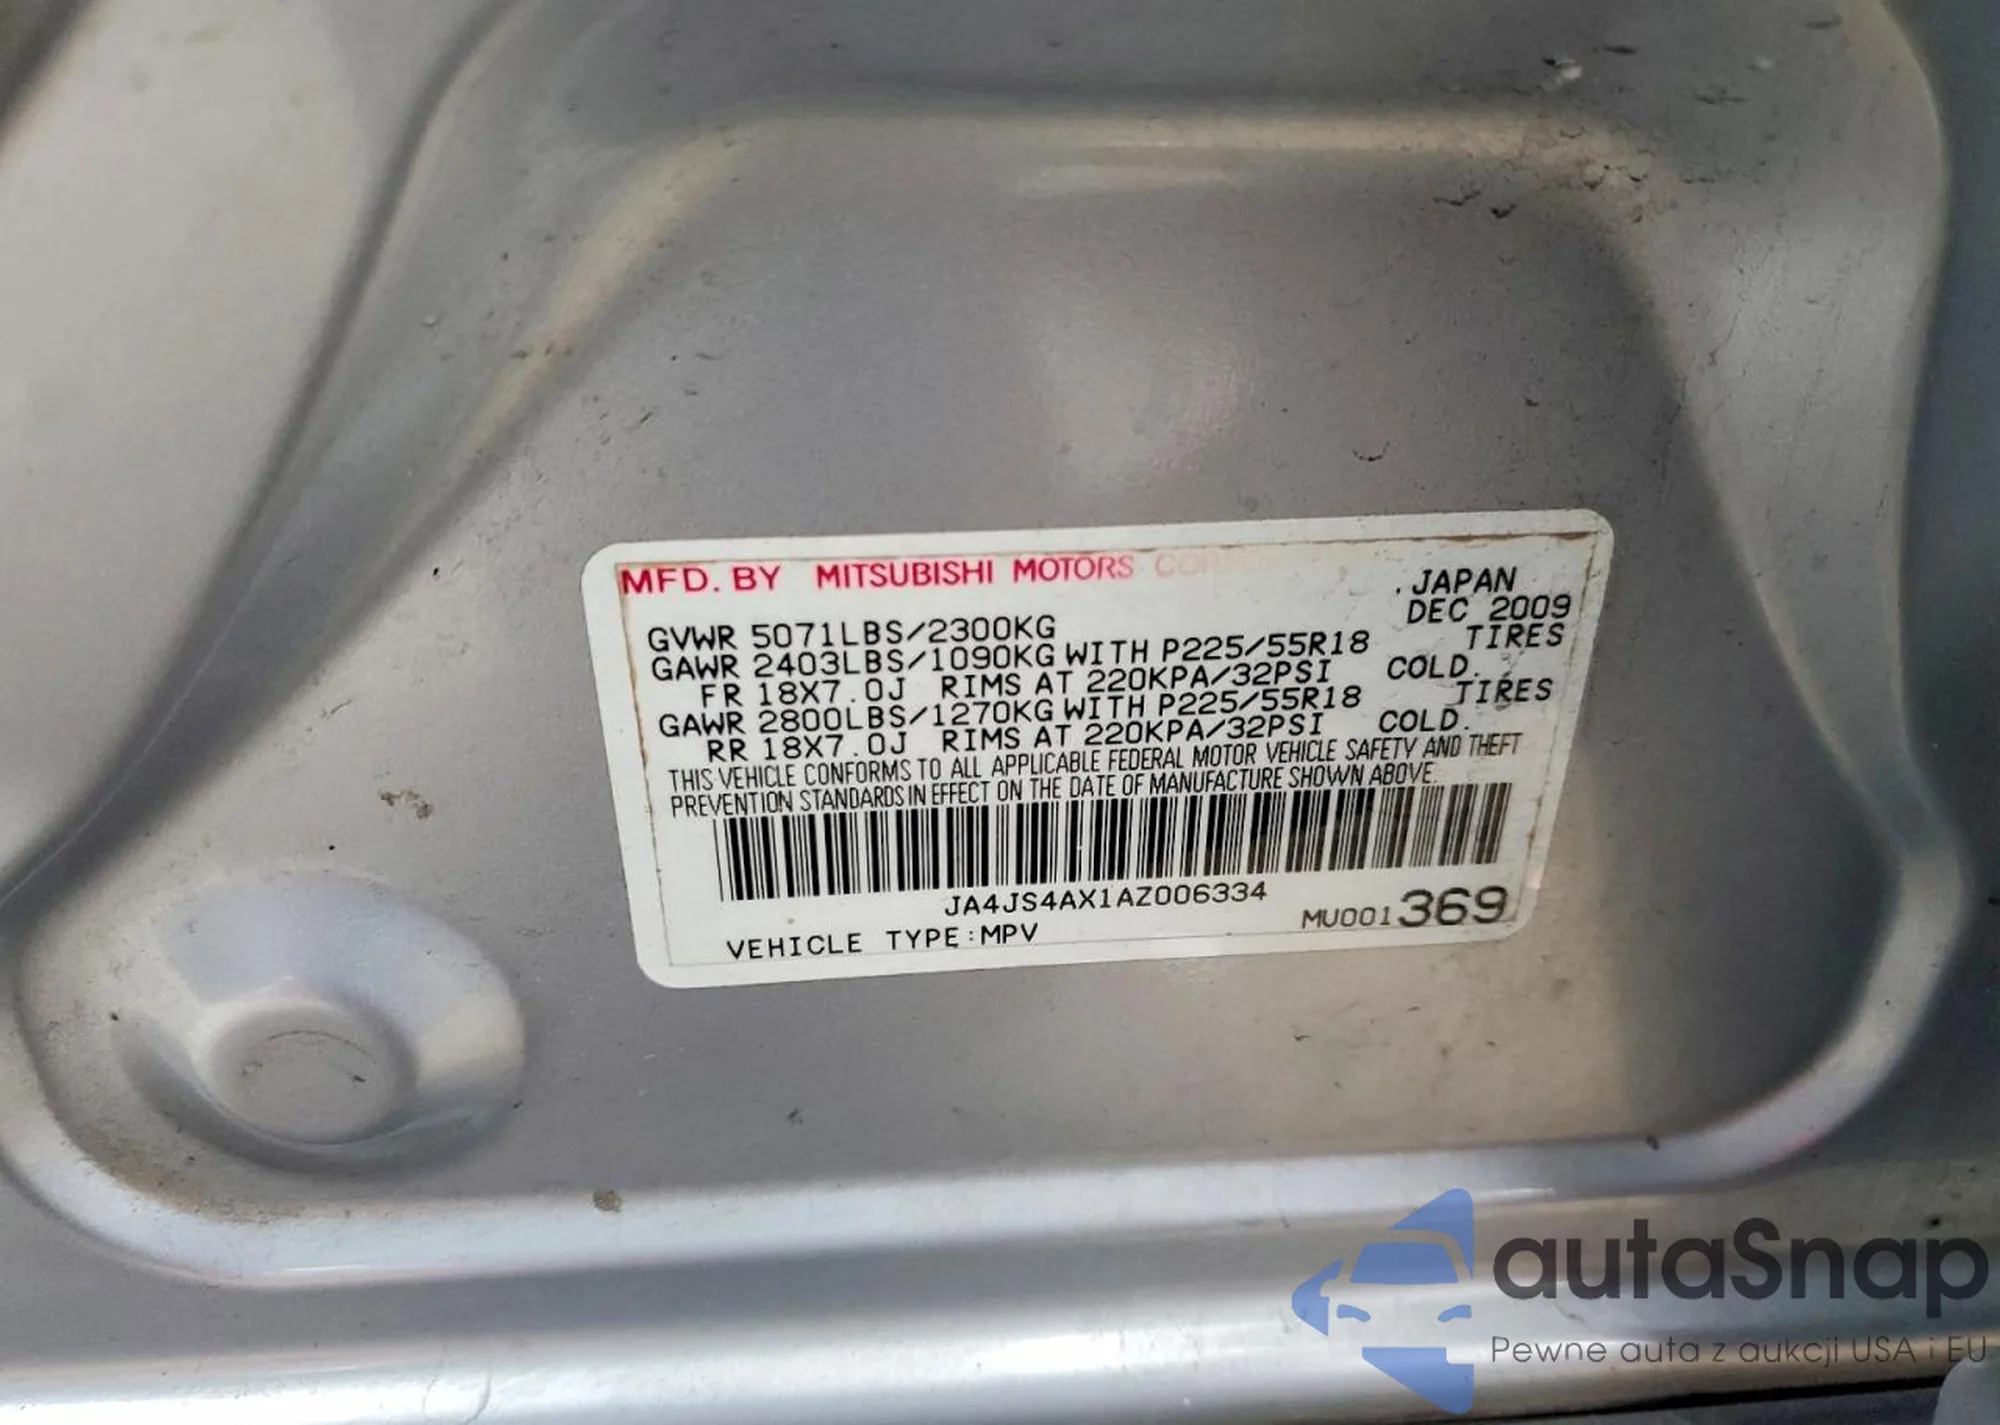 MFD. BY MITSUBISHI MOTORS CORPORATION
JAPAN
DEC 2009
GVWR 5071LBS/2300KG
GAWR 2403LBS/1090KG WITH P225/55R18 TIRES
FR 18X7.0J RIMS AT 220KPA/32PSI COLD.
GAWR 2800LBS/1270KG WITH P225/55R18 TIRES
RR 18X7.0J RIMS AT 220KPA/32PSI COLD.
THIS VEHICLE CONFORMS TO ALL APPLICABLE FEDERAL MOTOR VEHICLE SAFETY AND THEFT
PREVENTION STANDARDS IN EFFECT ON THE DATE OF MANUFACTURE SHOWN ABOVE.
JA4JS4AX1AZ006334
MU001369
VEHICLE TYPE:MPV
autaSnap
Pewne auta z aukcji USA i EU